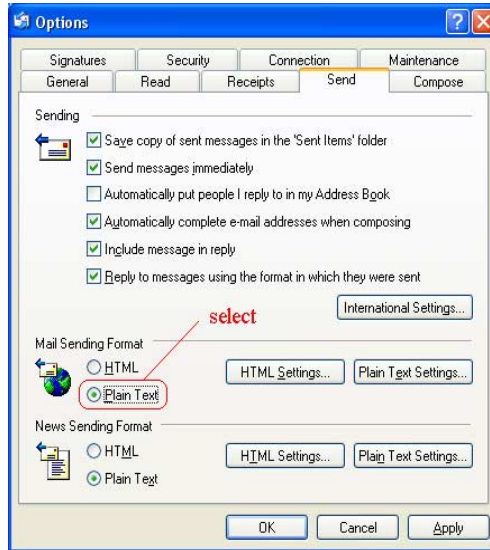 Options
Signatures Security Connection Maintenance
General Read Receipts Send Compose
Sending
Save copy of sent messages in the 'Sent Items' folder
Send messages immediately
Automatically put people I reply to in my Address Book
Automatically complete e-mail addresses when composing
Include message in reply
Reply to messages using the format in which they were sent
International Settings...
select
Mail Sending Format
HTML HTML Settings... Plain Text Settings...
Plain Text
News Sending Format
HTML HTML Settings... Plain Text Settings...
Plain Text
OK Cancel Apply